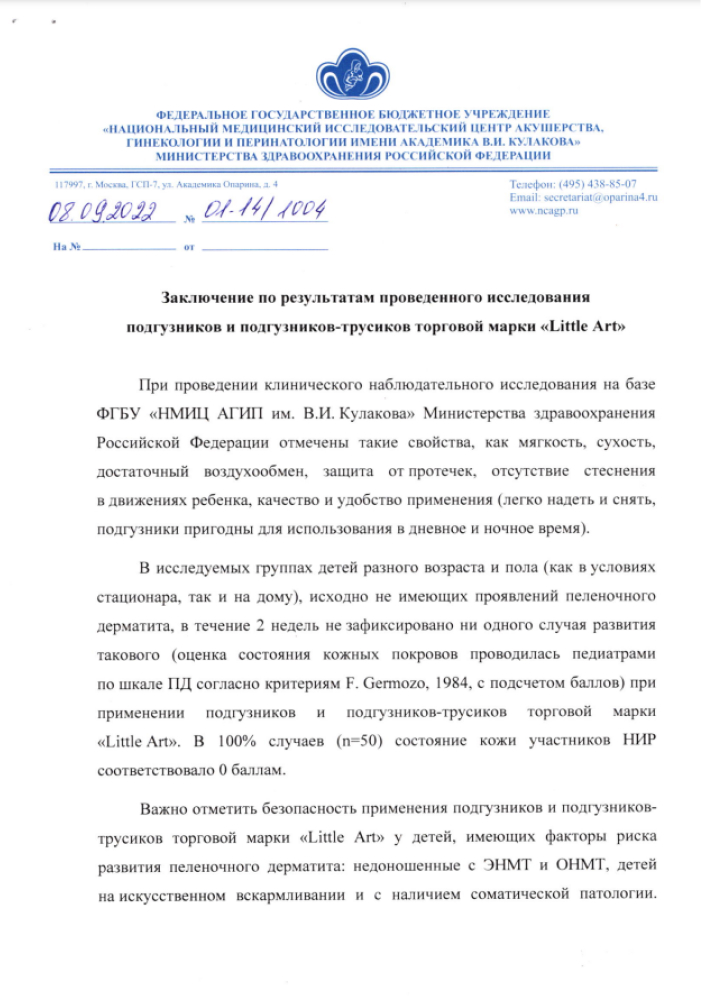 ФЕДЕРАЛЬНОЕ ГОСУДАРСТВЕННОЕ БЮДЖЕТНОЕ УЧРЕЖДЕНИЕ
«НАЦИОНАЛЬНЫЙ МЕДИЦИНСКИЙ ИССЛЕДОВАТЕЛЬСКИЙ ЦЕНТР АКУШЕРСТВА,
ГИНЕКОЛОГИИ И ПЕРИНАТОЛОГИИ ИМЕНИ АКАДЕМИКА В.И. КУЛАКОВА»
МИНИСТЕРСТВА ЗДРАВООХРАНЕНИЯ РОССИЙСКОЙ ФЕДЕРАЦИИ
117997, г. Москва, ГСП-7, ул. Академика Опарина, д. 4
08.09.2022 № 01-14/1004
На № от
Телефон: (495) 438-85-07
Email: secretariat@oparina4.ru
www.ncagp.ru
Заключение по результатам проведенного исследования
подгузников и подгузников-трусиков торговой марки «Little Art»
При проведении клинического наблюдательного исследования на базе
ФГБУ «НМИЦ АГИП им. В.И. Кулакова» Министерства здравоохранения
Российской Федерации отмечены такие свойства, как мягкость, сухость,
достаточный воздухообмен, защита от протечек, отсутствие стеснения
в движениях ребенка, качество и удобство применения (легко надеть и снять,
подгузники пригодны для использования в дневное и ночное время).
В исследуемых группах детей разного возраста и пола (как в условиях
стационара, так и на дому), исходно не имеющих проявлений пеленочного
дерматита, в течение 2 недель не зафиксировано ни одного случая развития
такового (оценка состояния кожных покровов проводилась педиатрами
по шкале ПД согласно критериям F. Germozo, 1984, с подсчетом баллов) при
применении подгузников и подгузников-трусиков торговой марки
«Little Art». В 100% случаев (n=50) состояние кожи участников НИР
соответствовало 0 баллам.
Важно отметить безопасность применения подгузников и подгузников-
трусиков торговой марки «Little Art» у детей, имеющих факторы риска
развития пеленочного дерматита: недоношенные с ЭНМТ и ОНМТ, детей
на искусственном вскармливании и с наличием соматической патологии.